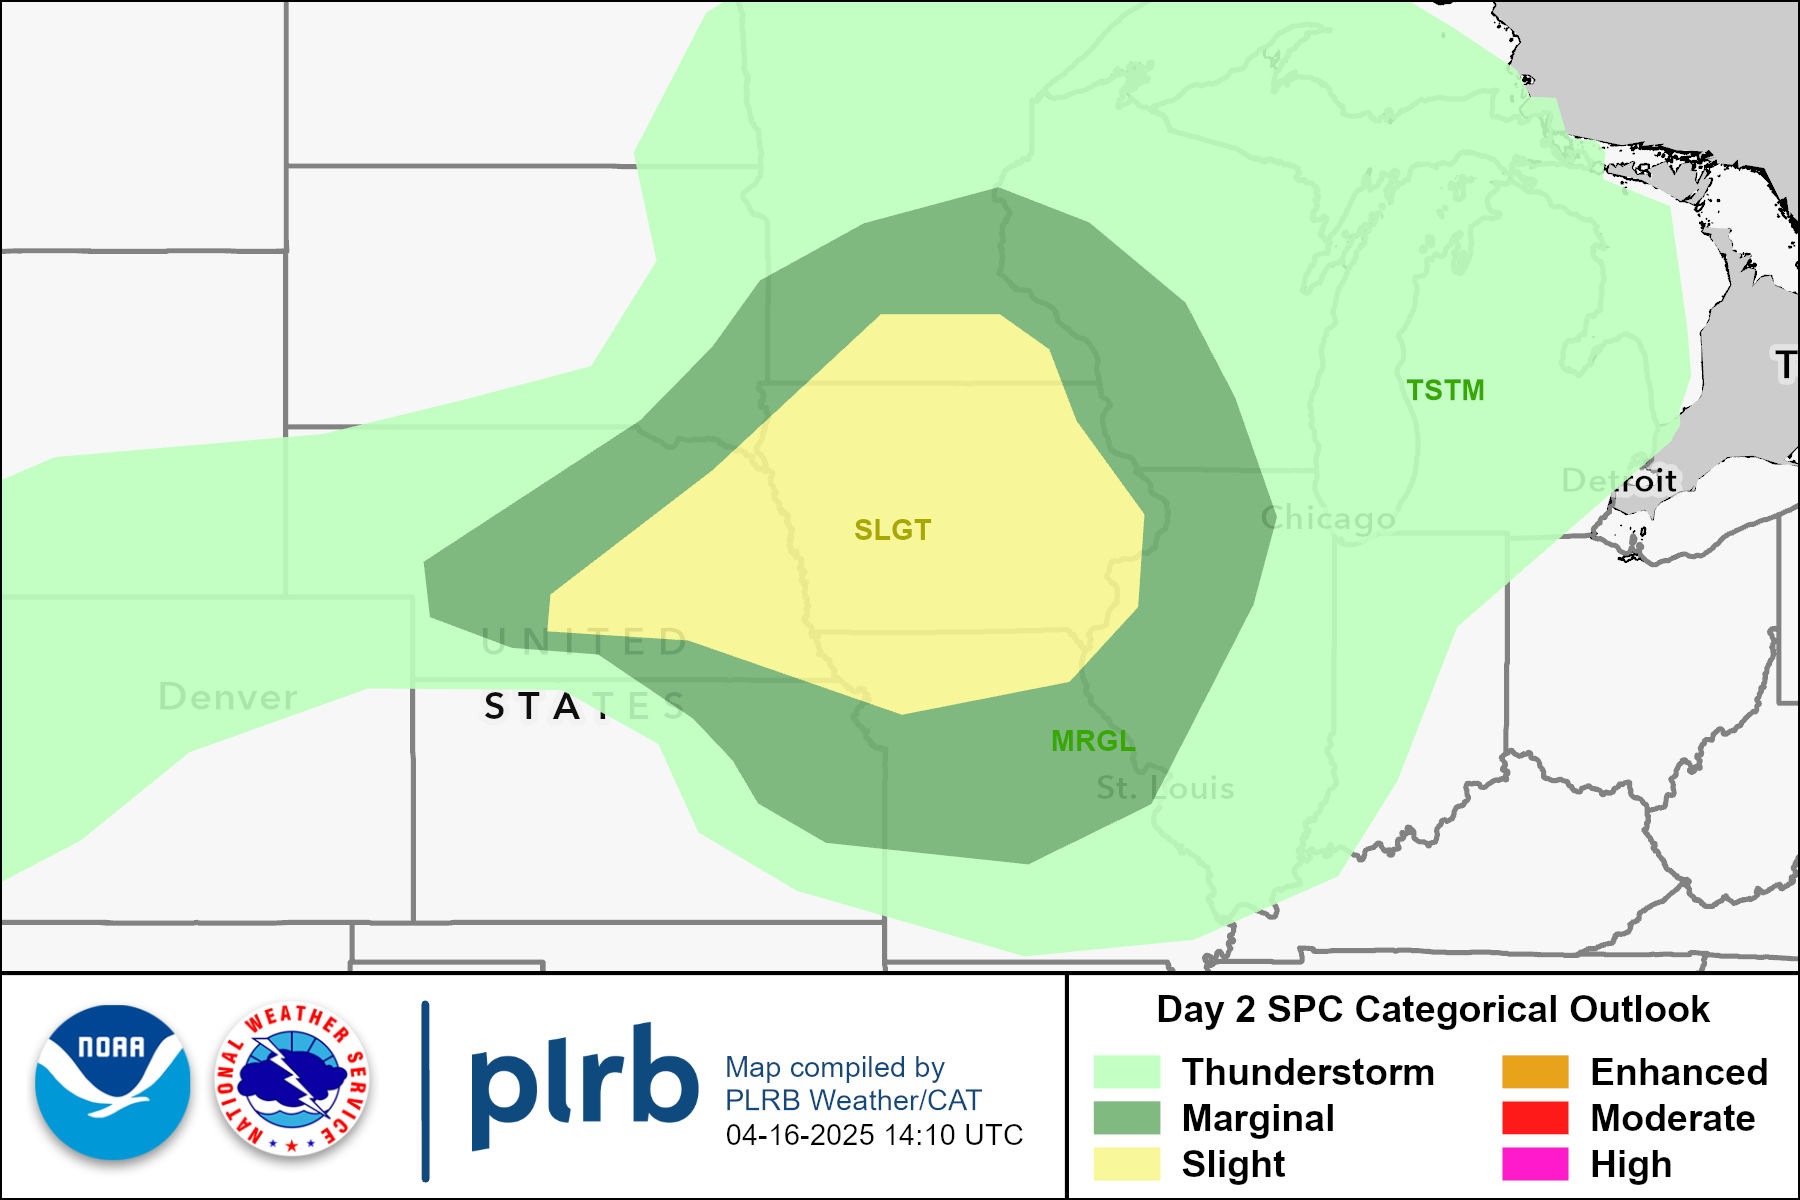 TSTM
T
Detroit
SLGT
Chicago
UNITED
Denver
STATES
MRGL
St. Louis
NOAA
NATIONAL WEATHER SERVICE
plrb
Map compiled by
PLRB Weather/CAT
04-16-2025 14:10 UTC
Day 2 SPC Categorical Outlook
Thunderstorm
Marginal
Slight
Enhanced
Moderate
High